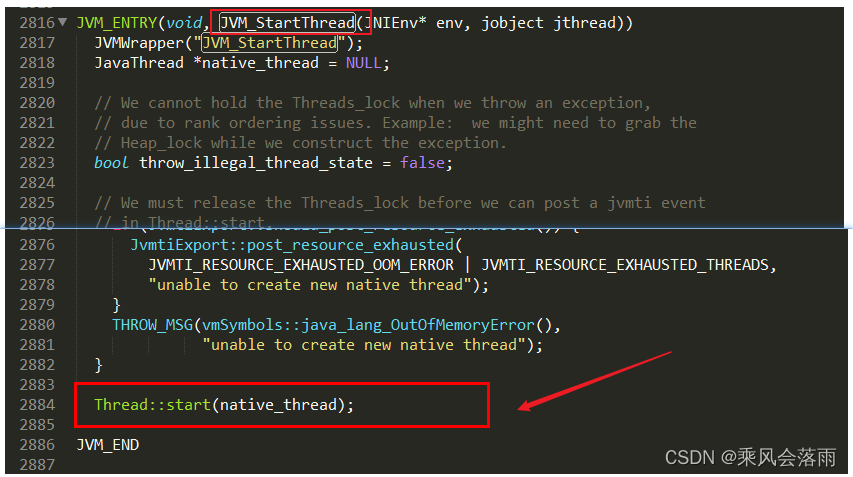 2816 JVM_ENTRY(void, JVM_StartThread(JNIEnv* env, jobject jthread))
2817 JVMWrapper("JVM_StartThread");
2818 JavaThread *native_thread = NULL;
2819
2820 // We cannot hold the Threads_lock when we throw an exception,
2821 // due to rank ordering issues. Example:  we might need to grab the
2822 // Heap_lock while we construct the exception.
2823 bool throw_illegal_thread_state = false;
2824
2825 // We must release the Threads_lock before we can post a jvmti event
2826 // in Thread::start.
2876 JvmtiExport::post_resource_exhausted(
2877 JVMTI_RESOURCE_EXHAUSTED_OOM_ERROR | JVMTI_RESOURCE_EXHAUSTED_THREADS,
2878 "unable to create new native thread");
2879 }
2880 THROW_MSG(vmSymbols::java_lang_OutOfMemoryError(),
2881 "unable to create new native thread");
2882 }
2883
2884 Thread::start(native_thread);
2885
2886 JVM_END
2887
CSDN @乘风会落雨